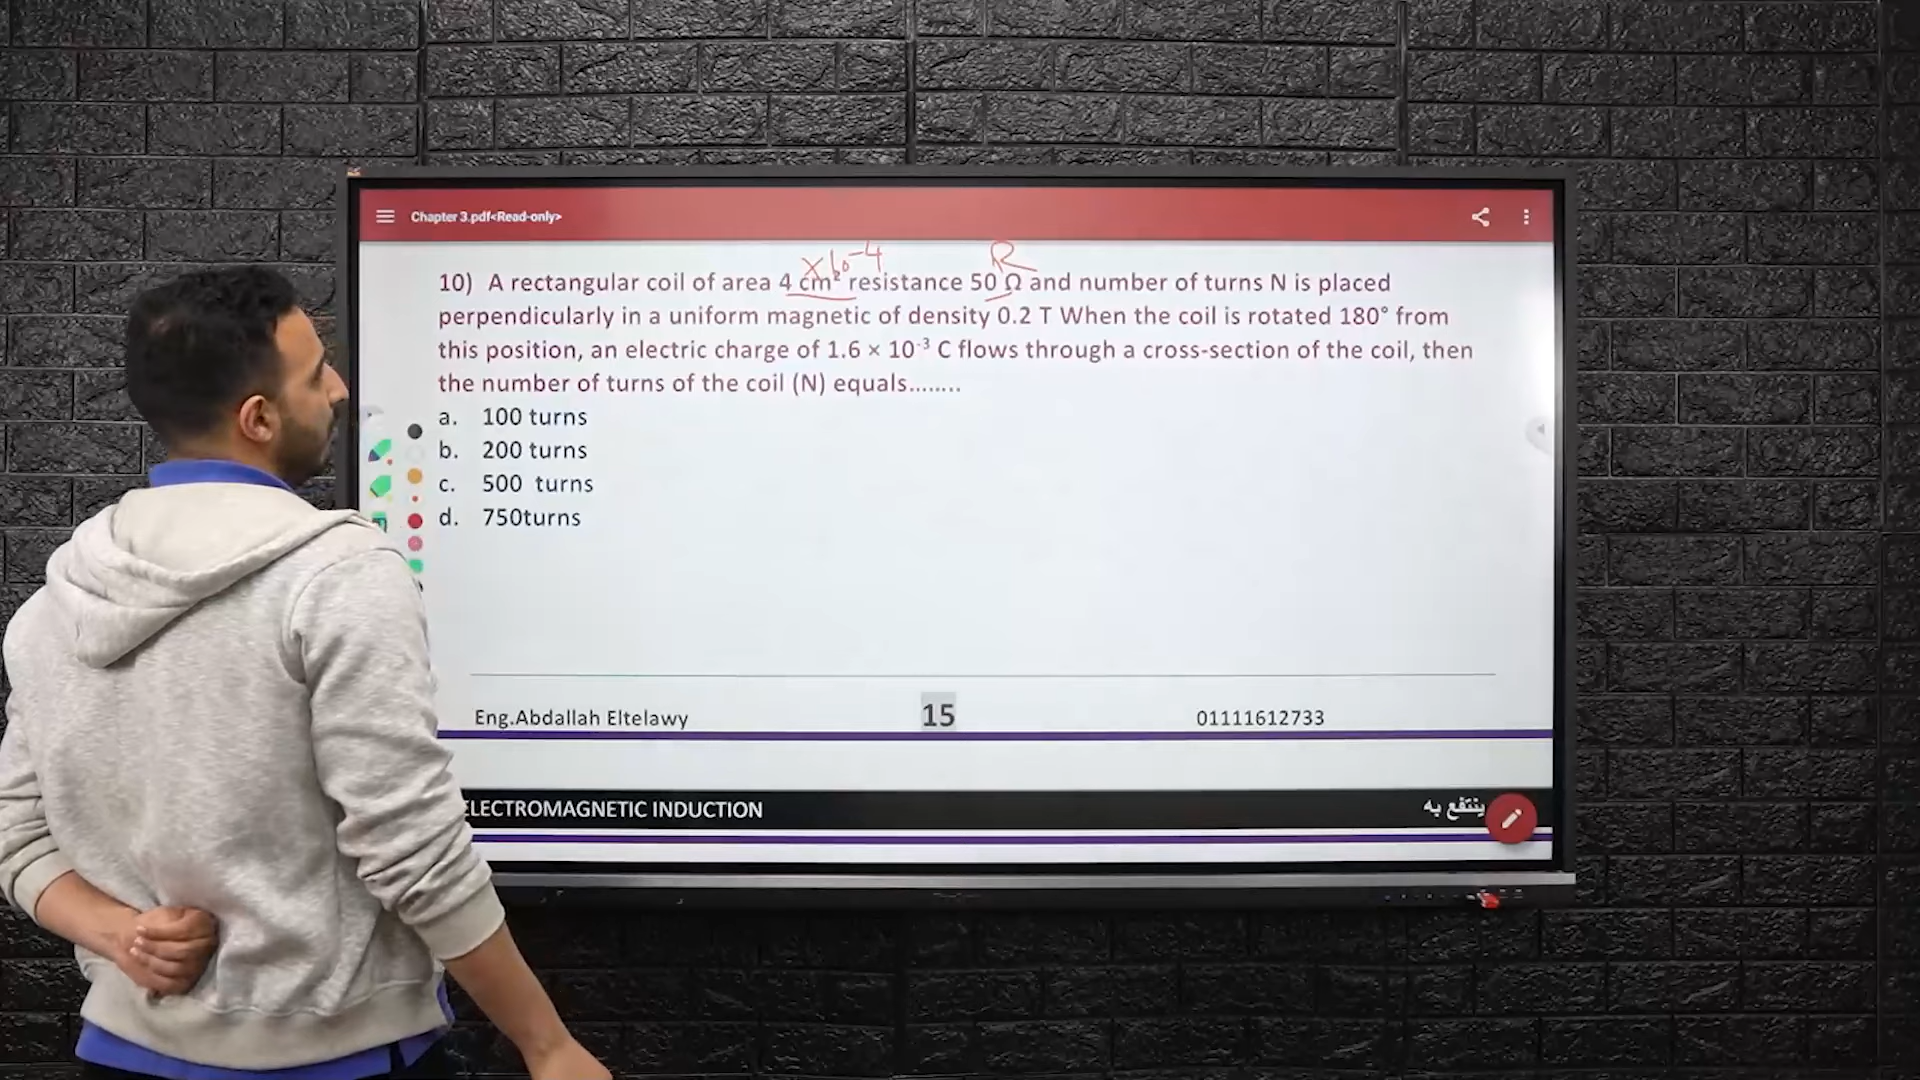 Chapter 3.pdf<Read-only>
×10⁻⁴ R
10) A rectangular coil of area 4 cm² resistance 50 Ω and number of turns N is placed
perpendicularly in a uniform magnetic of density 0.2 T When the coil is rotated 180° from
this position, an electric charge of 1.6 × 10⁻³ C flows through a cross-section of the coil, then
the number of turns of the coil (N) equals........
a. 100 turns
b. 200 turns
c. 500 turns
d. 750turns
Eng.Abdallah Eltelawy 15 01111612733
ELECTROMAGNETIC INDUCTION ينتفع به